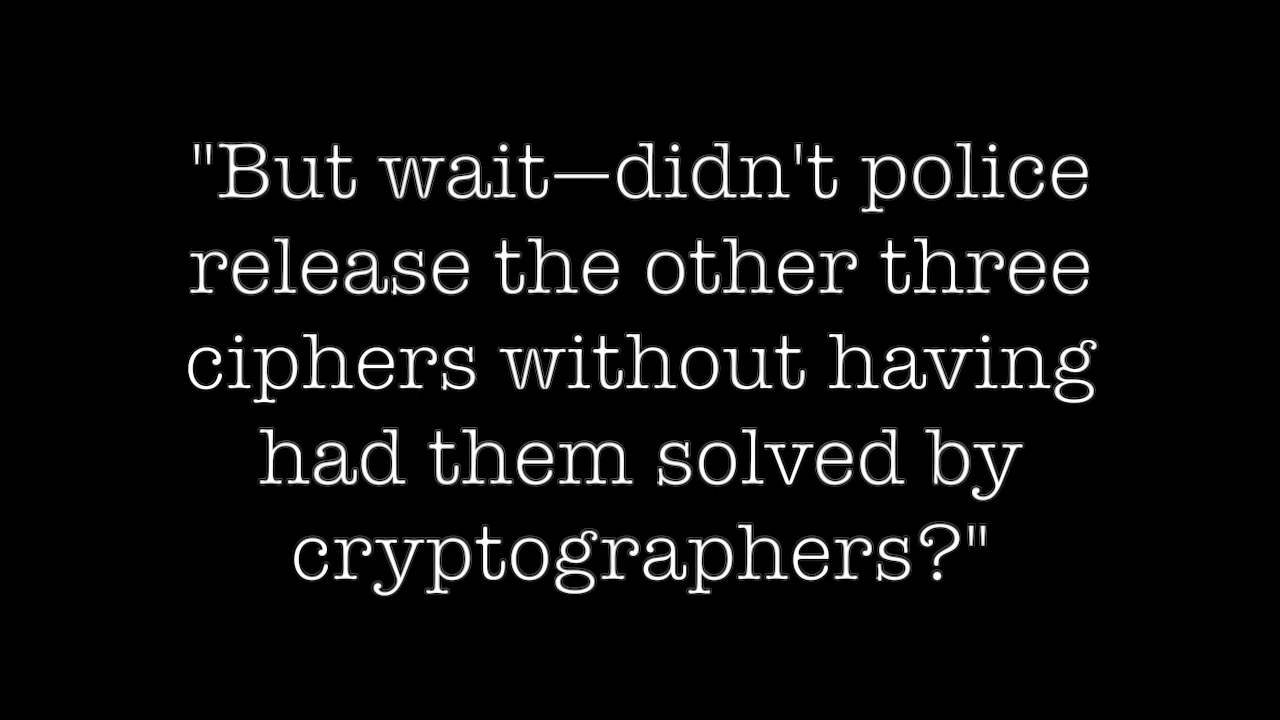 "But wait—didn't police
release the other three
ciphers without having
had them solved by
cryptographers?"